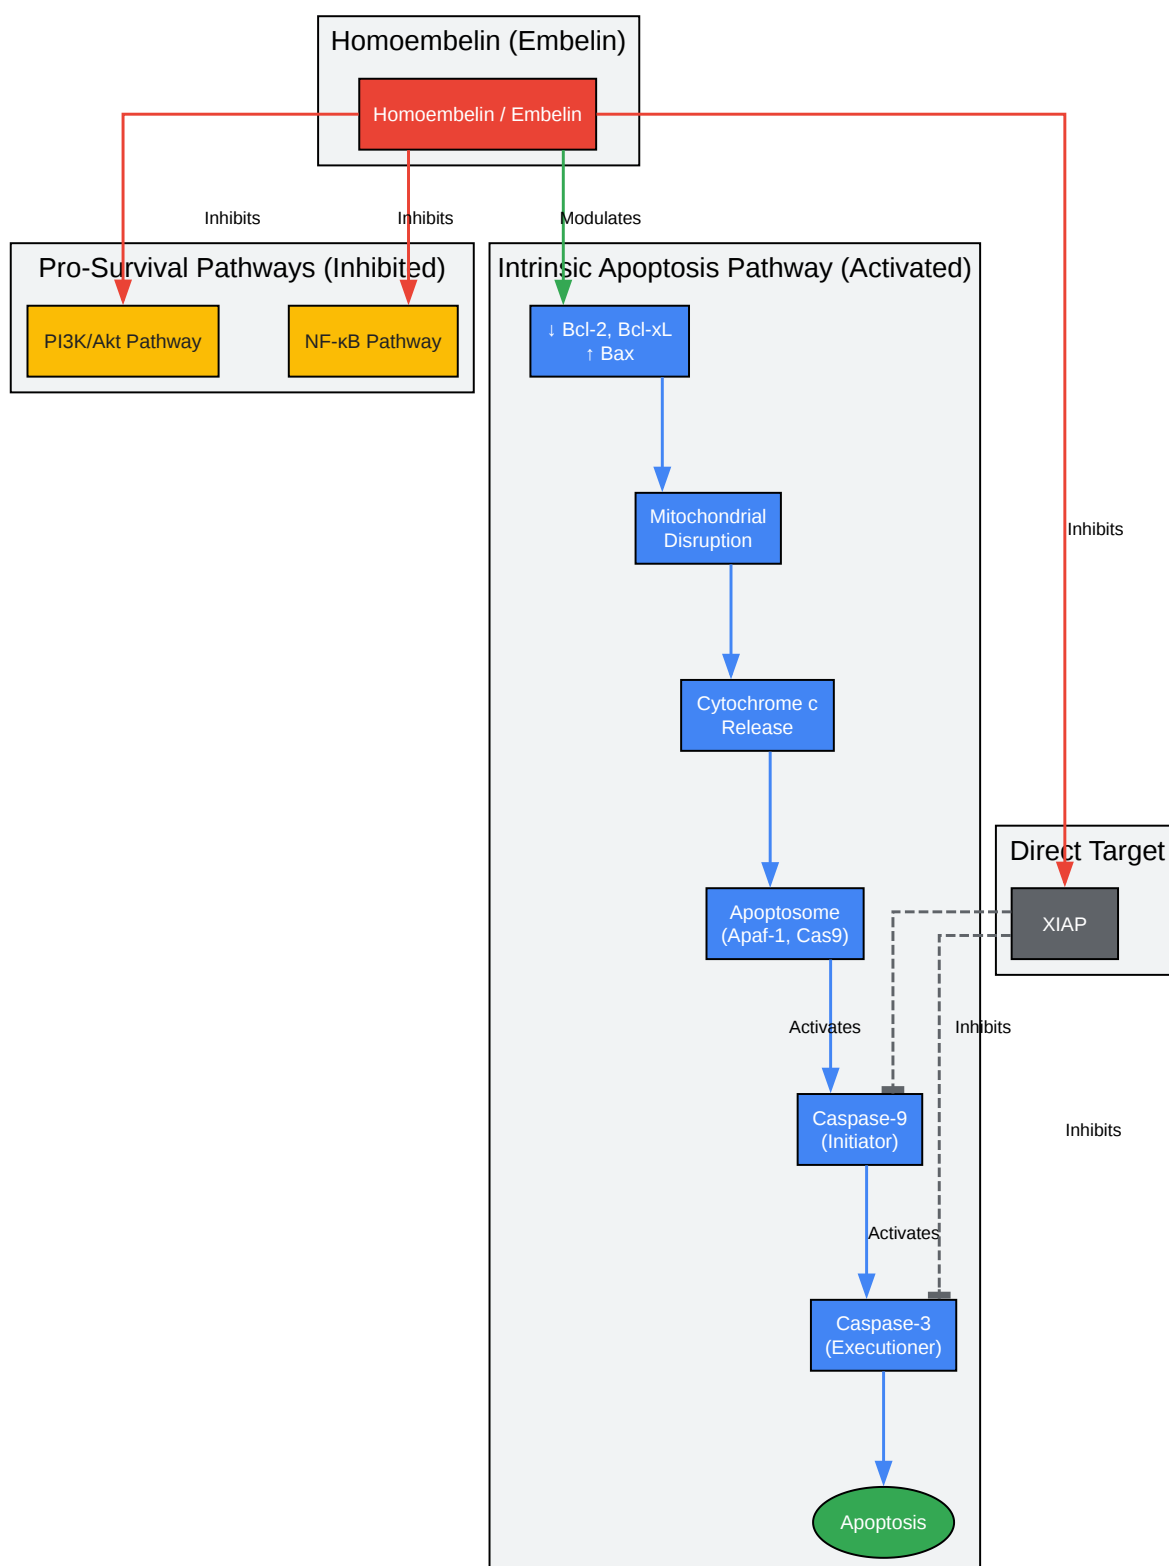 Homoembelin (Embelin)
Homoembelin / Embelin
Inhibits
Inhibits
Modulates
Pro-Survival Pathways (Inhibited)
PI3K/Akt Pathway
NF-κB Pathway
Intrinsic Apoptosis Pathway (Activated)
↓ Bcl-2, Bcl-xL
↑ Bax
Mitochondrial
Disruption
Inhibits
Cytochrome c
Release
Direct Target
XIAP
Apoptosome
(Apaf-1, Cas9)
Activates
Inhibits
Caspase-9
(Initiator)
Inhibits
Activates
Caspase-3
(Executioner)
Apoptosis